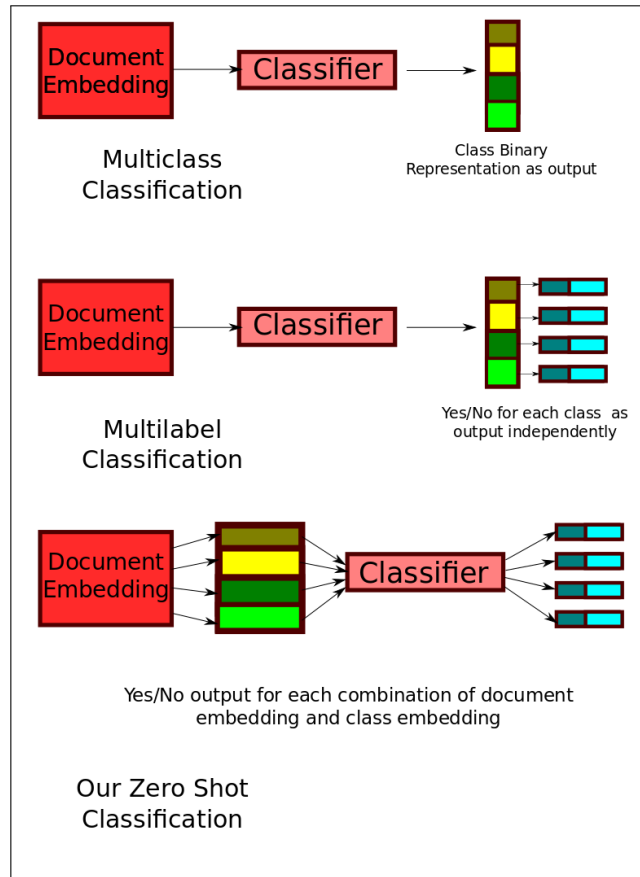 Document
Embedding
Classifier
Class Binary
Representation as output
Multiclass
Classification
Document
Embedding
Classifier
Yes/No for each class as
output independently
Multilabel
Classification
Document
Embedding
Classifier
Yes/No output for each combination of document
embedding and class embedding
Our Zero Shot
Classification